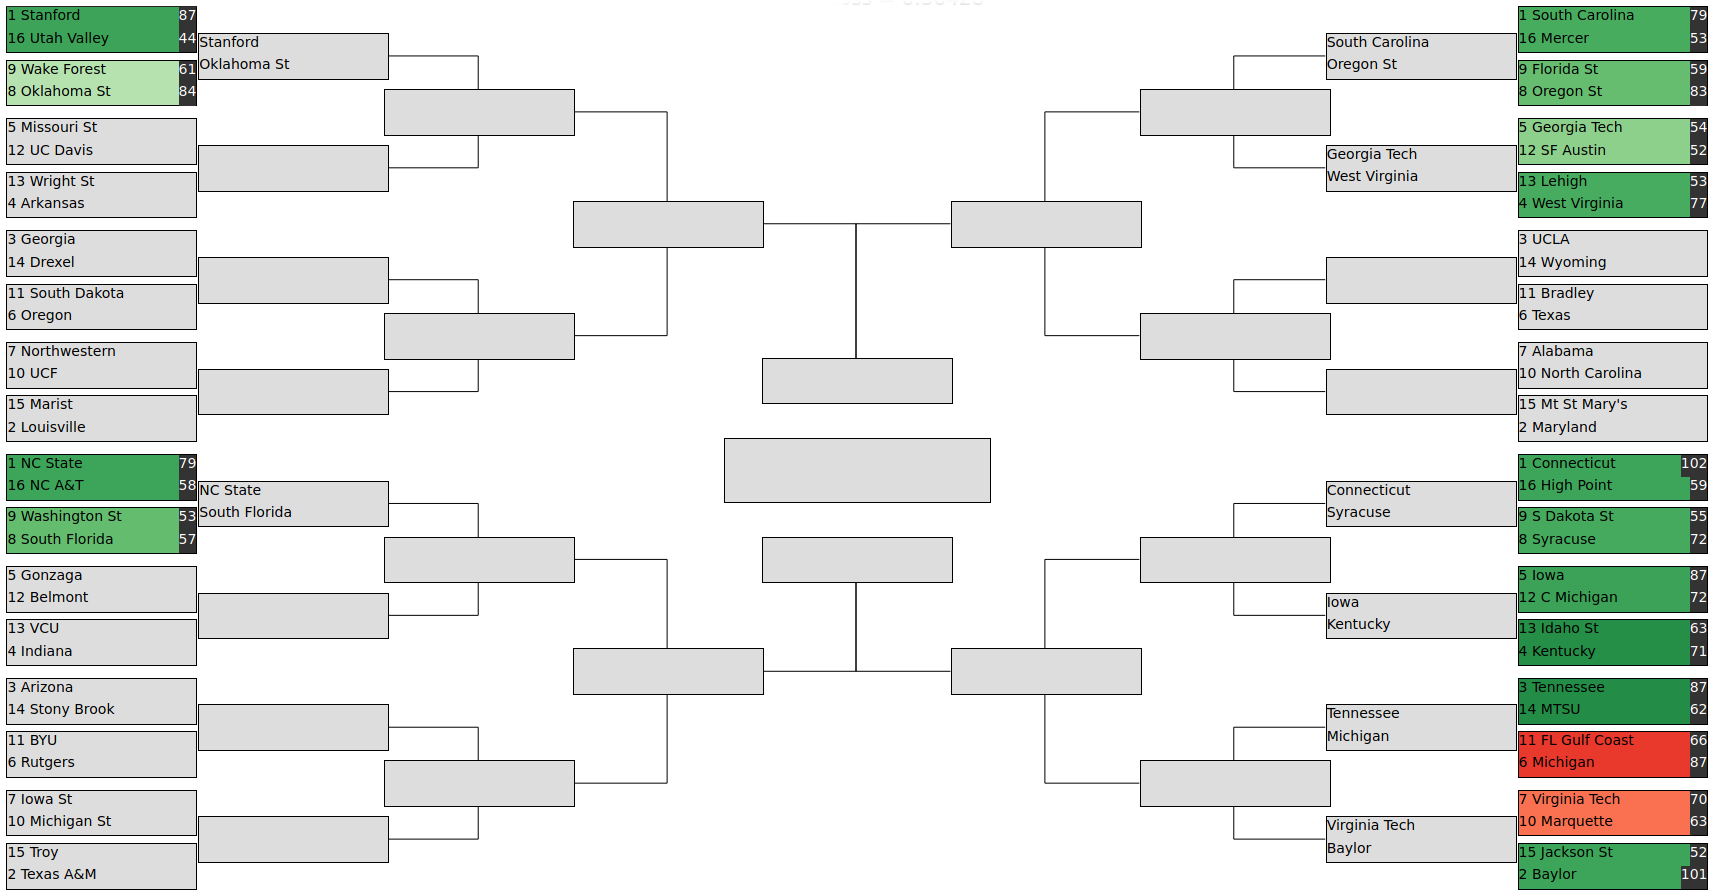 1 Stanford 87
16 Utah Valley 44
9 Wake Forest 61
8 Oklahoma St 84
5 Missouri St
12 UC Davis
13 Wright St
4 Arkansas
3 Georgia
14 Drexel
11 South Dakota
6 Oregon
7 Northwestern
10 UCF
15 Marist
2 Louisville
1 NC State 79
16 NC A&T 58
9 Washington St 53
8 South Florida 57
5 Gonzaga
12 Belmont
13 VCU
4 Indiana
3 Arizona
14 Stony Brook
11 BYU
6 Rutgers
7 Iowa St
10 Michigan St
15 Troy
2 Texas A&M
Stanford
Oklahoma St
NC State
South Florida
South Carolina
Oregon St
Georgia Tech
West Virginia
Connecticut
Syracuse
Iowa
Kentucky
Tennessee
Michigan
Virginia Tech
Baylor
1 South Carolina 79
16 Mercer 53
9 Florida St 59
8 Oregon St 83
5 Georgia Tech 54
12 SF Austin 52
13 Lehigh 53
4 West Virginia 77
3 UCLA
14 Wyoming
11 Bradley
6 Texas
7 Alabama
10 North Carolina
15 Mt St Mary's
2 Maryland
1 Connecticut 102
16 High Point 59
9 S Dakota St 55
8 Syracuse 72
5 Iowa 87
12 C Michigan 72
13 Idaho St 63
4 Kentucky 71
3 Tennessee 87
14 MTSU 62
11 FL Gulf Coast 66
6 Michigan 87
7 Virginia Tech 70
10 Marquette 63
15 Jackson St 52
2 Baylor 101